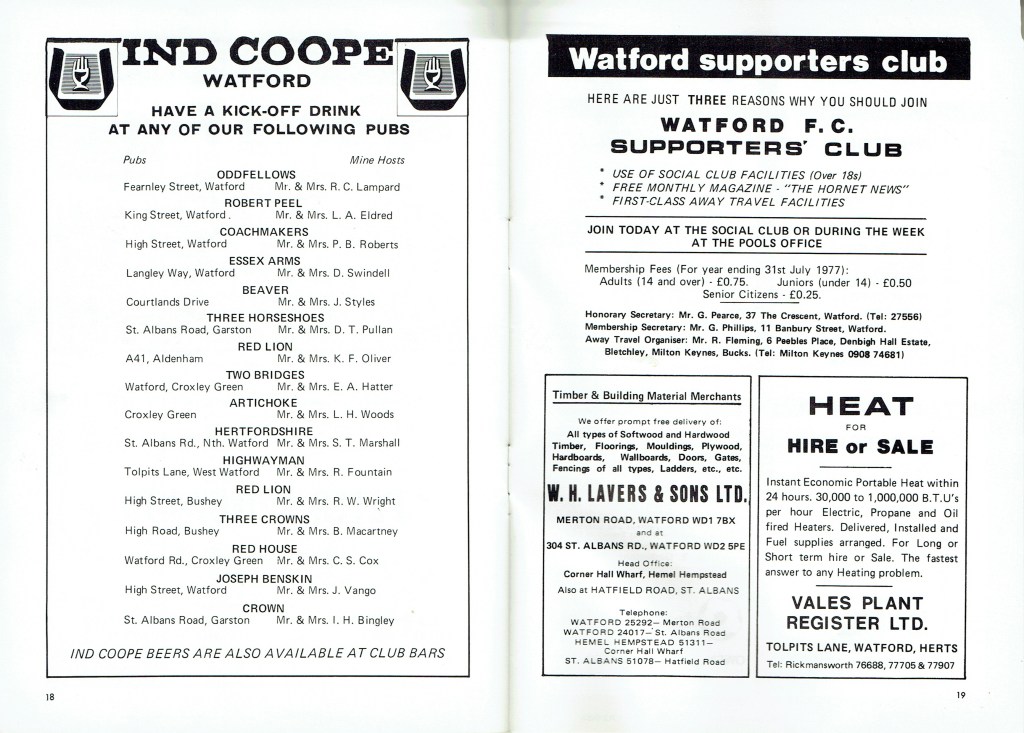 IND COOPE
WATFORD
HAVE A KICK-OFF DRINK
AT ANY OF OUR FOLLOWING PUBS
Pubs Mine Hosts
ODDFELLOWS
Fearnley Street, Watford Mr. & Mrs. R. C. Lampard
ROBERT PEEL
King Street, Watford . Mr. & Mrs. L. A. Eldred
COACHMAKERS
High Street, Watford Mr. & Mrs. P. B. Roberts
ESSEX ARMS
Langley Way, Watford Mr. & Mrs. D. Swindell
BEAVER
Courtlands Drive Mr. & Mrs. J. Styles
THREE HORSESHOES
St. Albans Road, Garston Mr. & Mrs. D. T. Pullan
RED LION
A41, Aldenham Mr. & Mrs. K. F. Oliver
TWO BRIDGES
Watford, Croxley Green Mr. & Mrs. E. A. Hatter
ARTICHOKE
Croxley Green Mr. & Mrs. L. H. Woods
HERTFORDSHIRE
St. Albans Rd., Nth. Watford Mr. & Mrs. S. T. Marshall
HIGHWAYMAN
Tolpits Lane, West Watford Mr. & Mrs. R. Fountain
RED LION
High Street, Bushey Mr. & Mrs. R. W. Wright
THREE CROWNS
High Road, Bushey Mr. & Mrs. B. Macartney
RED HOUSE
Watford Rd., Croxley Green Mr. & Mrs. C. S. Cox
JOSEPH BENSKIN
High Street, Watford Mr. & Mrs. J. Vango
CROWN
St. Albans Road, Garston Mr. & Mrs. I. H. Bingley
IND COOPE BEERS ARE ALSO AVAILABLE AT CLUB BARS
18
Watford supporters club
HERE ARE JUST THREE REASONS WHY YOU SHOULD JOIN
WATFORD F. C.
SUPPORTERS' CLUB
* USE OF SOCIAL CLUB FACILITIES (Over 18s)
* FREE MONTHLY MAGAZINE - "THE HORNET NEWS"
* FIRST-CLASS AWAY TRAVEL FACILITIES
JOIN TODAY AT THE SOCIAL CLUB OR DURING THE WEEK
AT THE POOLS OFFICE
Membership Fees (For year ending 31st July 1977):
Adults (14 and over) - £0.75. Juniors (under 14) - £0.50
Senior Citizens - £0.25.
Honorary Secretary: Mr. G. Pearce, 37 The Crescent, Watford. (Tel: 27556)
Membership Secretary: Mr. G. Phillips, 11 Banbury Street, Watford.
Away Travel Organiser: Mr. R. Fleming, 6 Peebles Place, Denbigh Hall Estate,
Bletchley, Milton Keynes, Bucks. (Tel: Milton Keynes 0908 74681)
Timber & Building Material Merchants
We offer prompt free delivery of:
All types of Softwood and Hardwood
Timber, Floorings, Mouldings, Plywood,
Hardboards, Wallboards, Doors, Gates,
Fencings of all types, Ladders, etc., etc.
W. H. LAVERS & SONS LTD.
MERTON ROAD, WATFORD WD1 7BX
and at
304 ST. ALBANS RD., WATFORD WD2 5PE
Head Office:
Corner Hall Wharf, Hemel Hempstead
Also at HATFIELD ROAD, ST. ALBANS
Telephone:
WATFORD 25292— Merton Road
WATFORD 24017— St. Albans Road
HEMEL HEMPSTEAD 51311—
Corner Hall Wharf
ST. ALBANS 51078— Hatfield Road
HEAT
FOR
HIRE or SALE
Instant Economic Portable Heat within
24 hours. 30,000 to 1,000,000 B.T.U's
per hour Electric, Propane and Oil
fired Heaters. Delivered, Installed and
Fuel supplies arranged. For Long or
Short term hire or Sale. The fastest
answer to any Heating problem.
VALES PLANT
REGISTER LTD.
TOLPITS LANE, WATFORD, HERTS
Tel: Rickmansworth 76688, 77705 & 77907
19